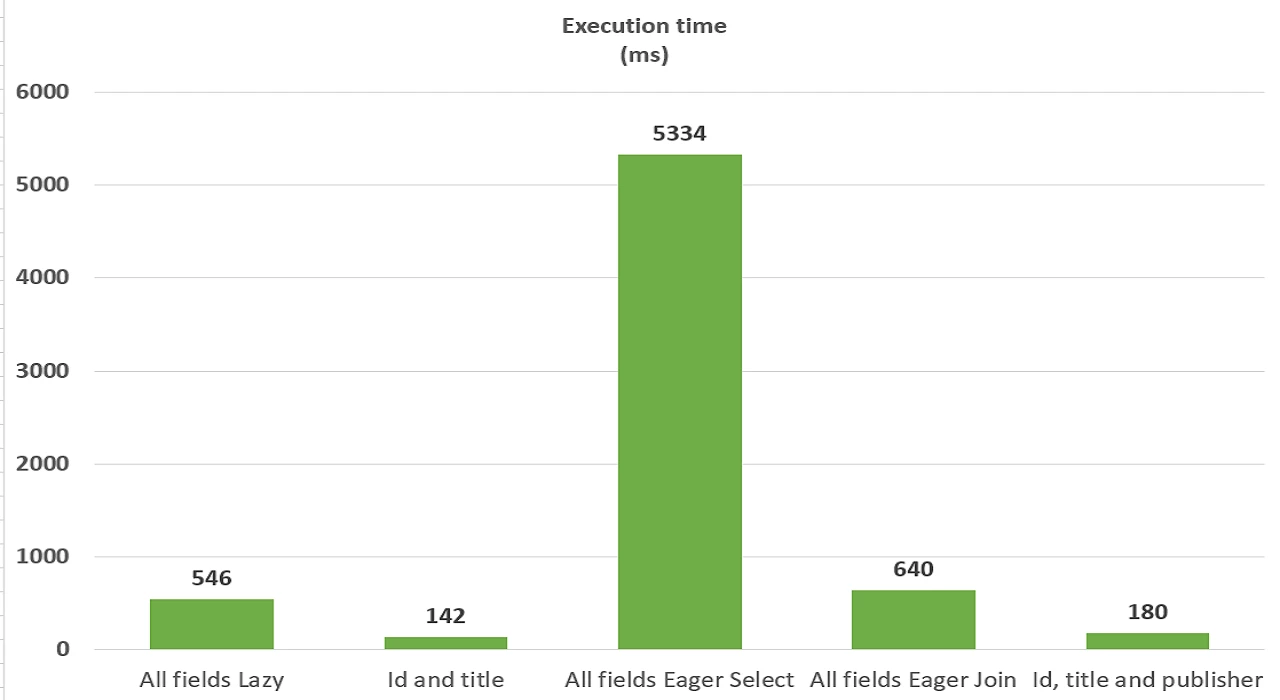 Execution time
(ms)
6000
5334
5000
4000
3000
2000
1000
546
142
640
180
0
All fields Lazy
Id and title
All fields Eager Select
All fields Eager Join
Id, title and publisher